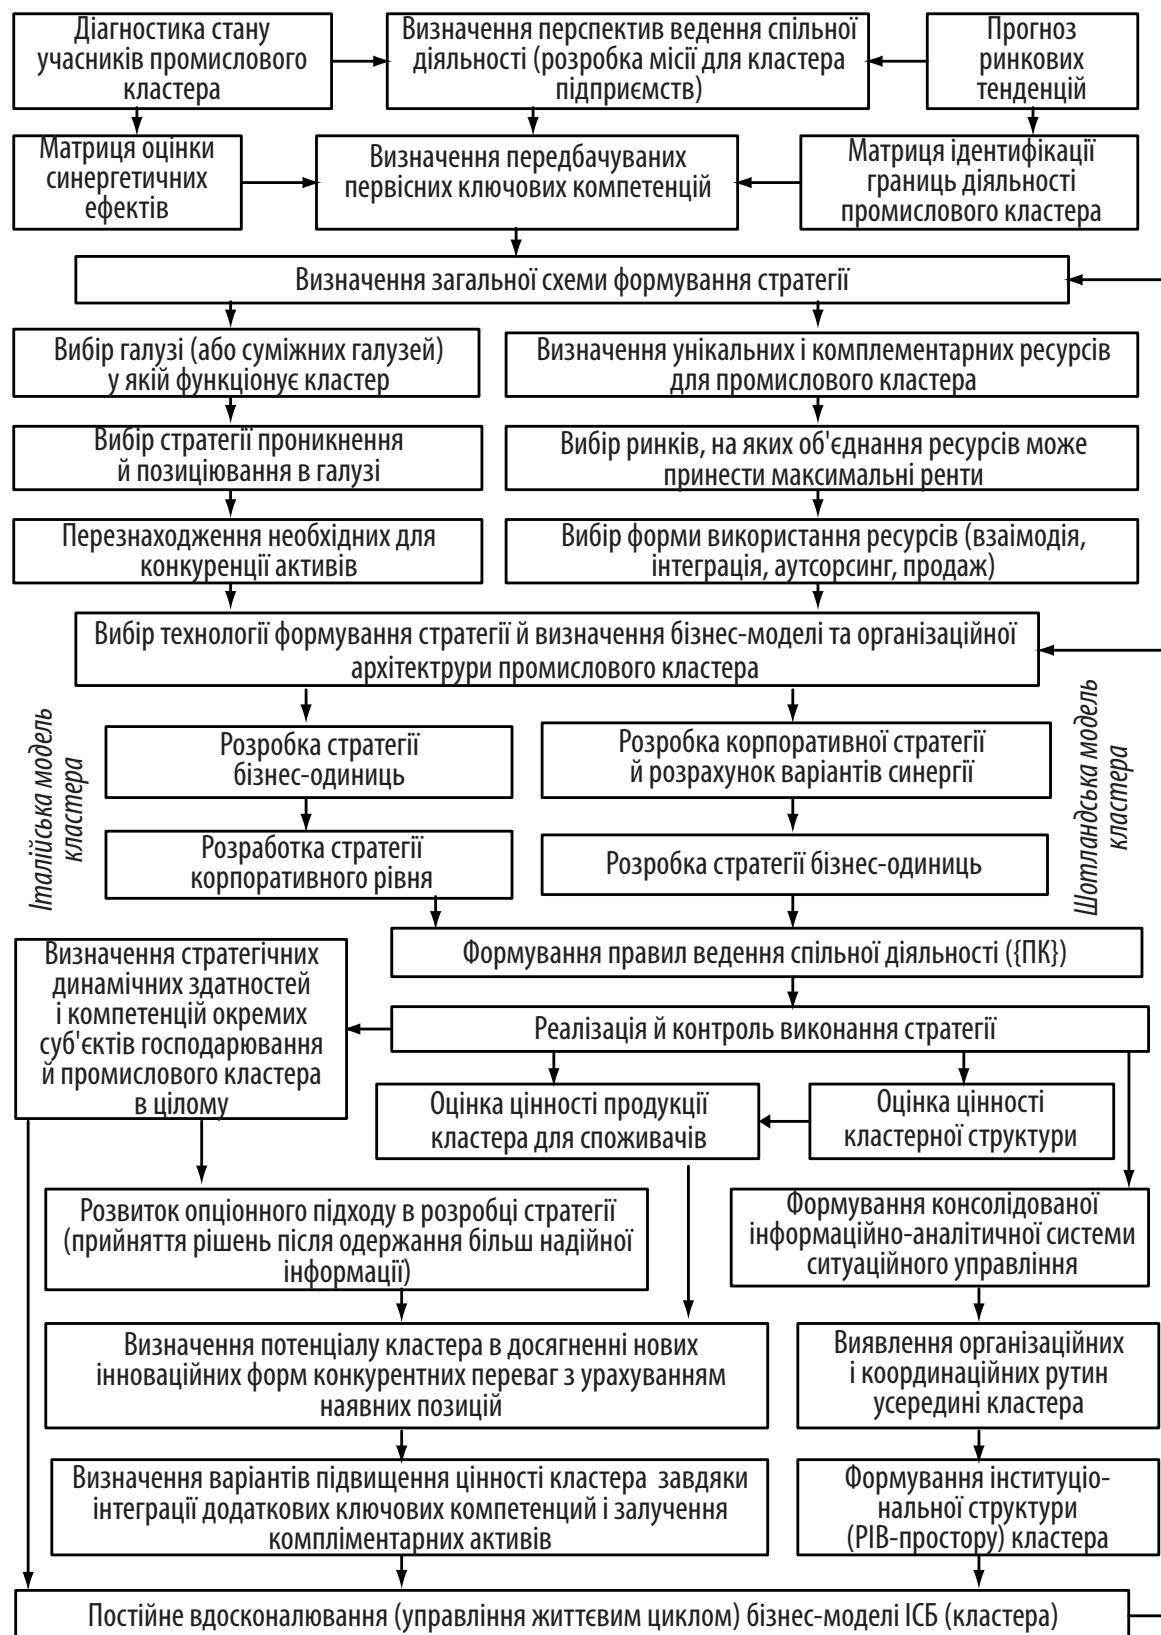 Діагностика стану
учасників промислового
кластера
Визначення перспектив ведення спільної
діяльності (розробка місії для кластера
підприємств)
Прогноз
ринкових
тенденцій
Матриця оцінки
синергетичних
ефектів
Визначення передбачуваних
первісних ключових компетенцій
Матриця ідентифікації
границь діяльності
промислового кластера
Визначення загальної схеми формування стратегії
Вибір галузі (або суміжних галузей)
у якій функціонує кластер
Визначення унікальних і комплементарних ресурсів
для промислового кластера
Вибір стратегії проникнення
й позиціювання в галузі
Вибір ринків, на яких об'єднання ресурсів може
принести максимальні ренти
Перезнаходження необхідних для
конкуренції активів
Вибір форми використання ресурсів (взаімодія,
інтеграція, аутсорсинг, продаж)
Вибір технології формування стратегії й визначення бізнес-моделі та організаційної
архітектрури промислового кластера
Італійська модель
кластера
Розробка стратегії
бізнес-одиниць
Розробка корпоративної стратегії
й розрахунок варіантів синергії
Шотландська модель
кластера
Розработка стратегії
корпоративного рівня
Розробка стратегії бізнес-одиниць
Визначення стратегічних
динамічних здатностей
і компетенцій окремих
суб'єктів господарювання
й промислового кластера
в цілому
Формування правил ведення спільної діяльності ({ПК})
Реалізація й контроль виконання стратегії
Оцінка цінності продукції
кластера для споживачів
Оцінка цінності
кластерної структури
Розвиток опціонного підходу в розробці стратегії
(прийняття рішень після одержання більш надійної
інформації)
Формування консолідованої
інформаційно-аналітичної системи
ситуаційного управління
Визначення потенціалу кластера в досягненні нових
інноваційних форм конкурентних переваг з урахуванням
наявних позицій
Виявлення організаційних
і координаційних рутин
усередині кластера
Визначення варіантів підвищення цінності кластера завдяки
інтеграції додаткових ключових компетенций і залучення
компліментарних активів
Формування інституціо-
нальної структури
(РІВ-простору) кластера
Постійне вдосконалювання (управління життєвим циклом) бізнес-моделі ІСБ (кластера)